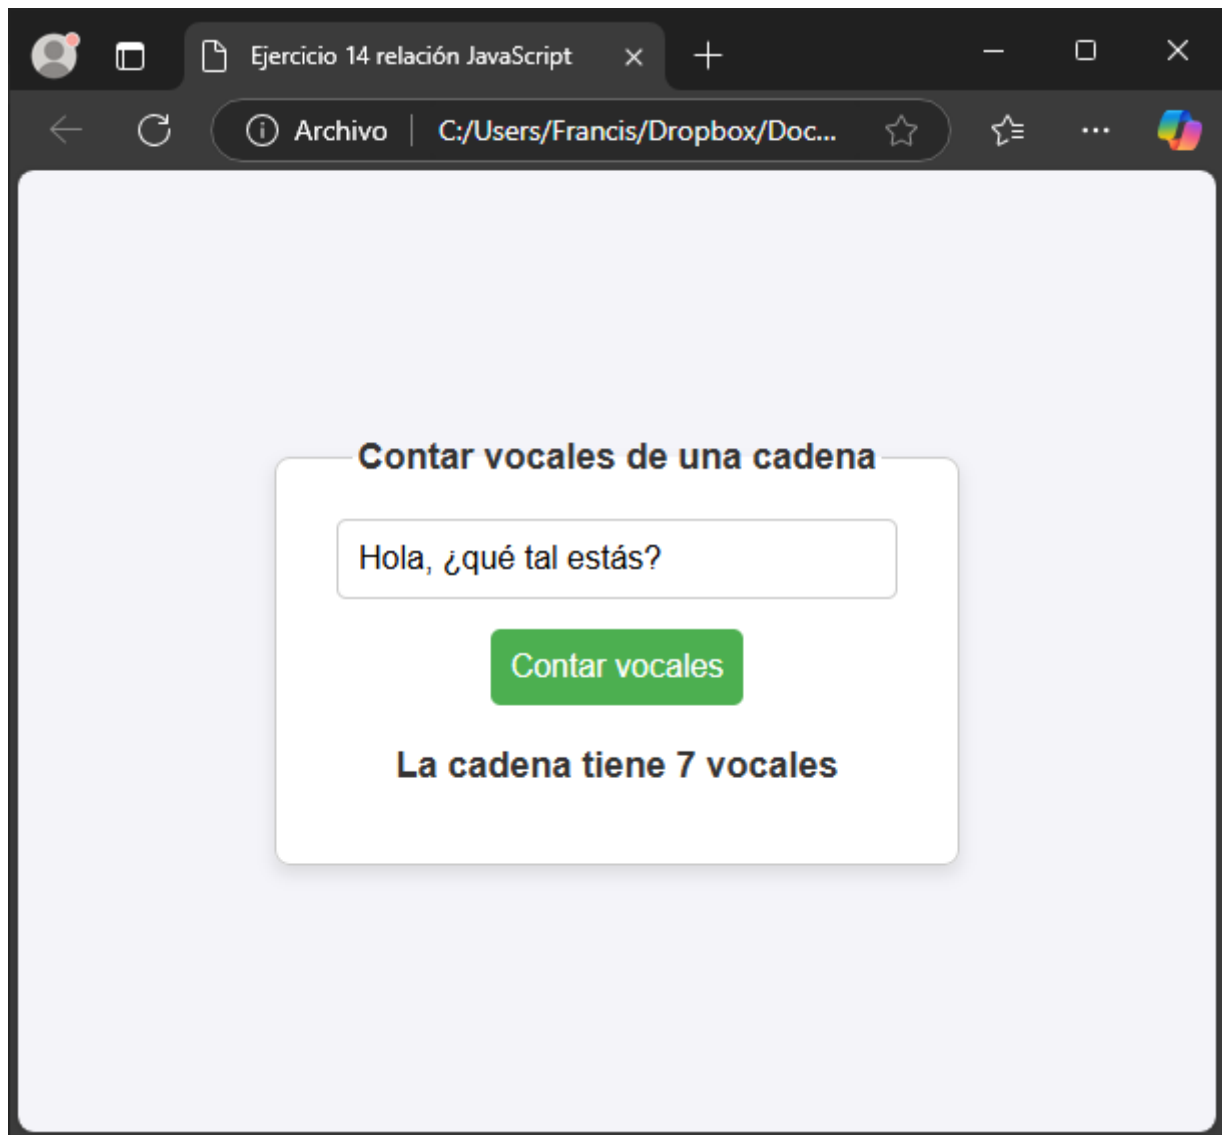 Ejercicio 14 relación JavaScript
Archivo C:/Users/Francis/Dropbox/Doc...
Contar vocales de una cadena
Hola, ¿qué tal estás?
Contar vocales
La cadena tiene 7 vocales